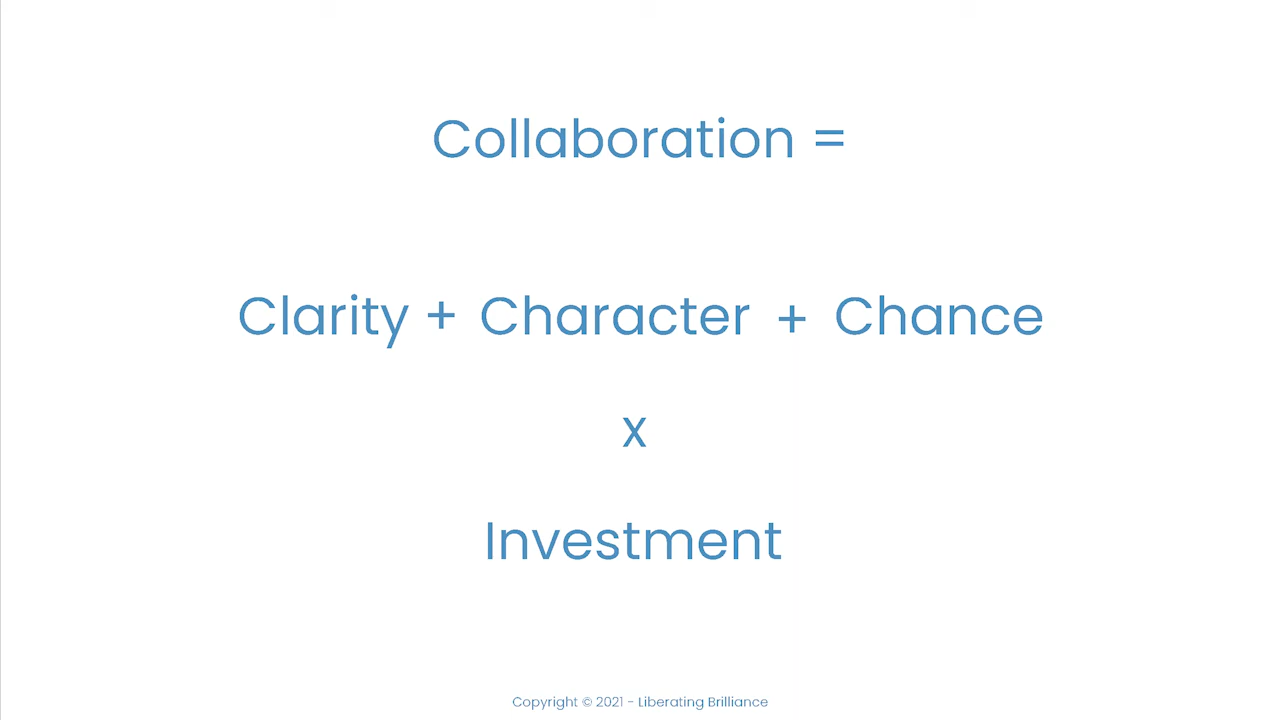 Collaboration =
Clarity + Character + Chance
x
Investment
Copyright © 2021 - Liberating Brilliance